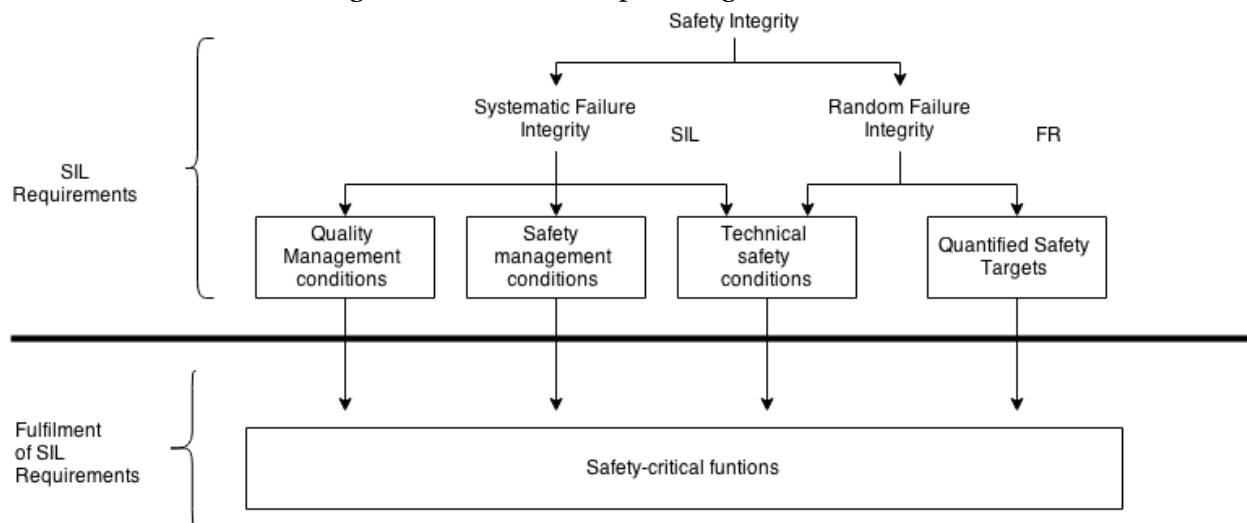 Safety Integrity
Systematic Failure
Integrity
SIL
Random Failure
Integrity
FR
SIL
Requirements
Quality
Management
conditions
Safety
management
conditions
Technical
safety
conditions
Quantified Safety
Targets
Fulfilment
of SIL
Requirements
Safety-critical funtions